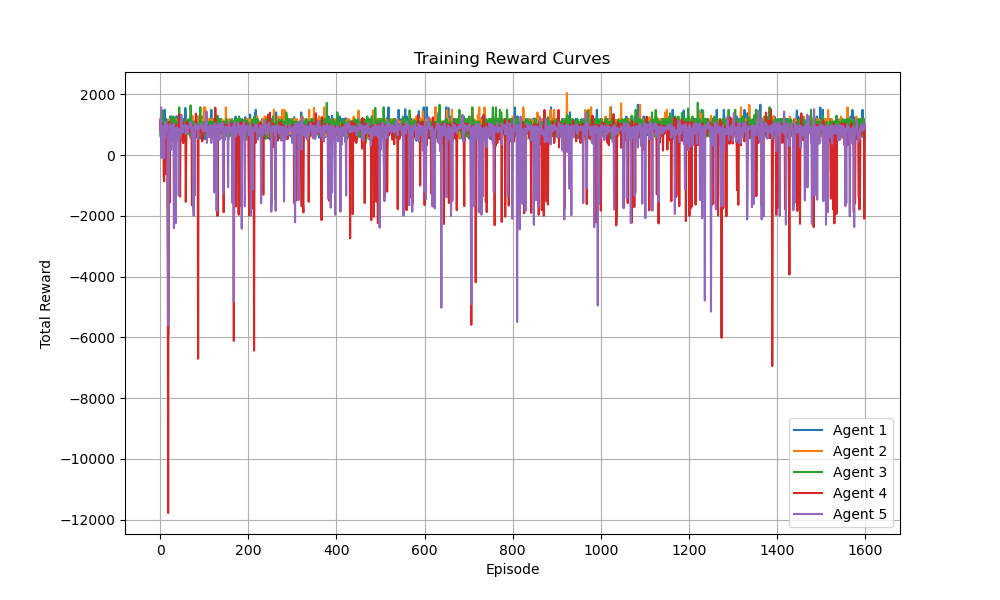 Training Reward Curves
2000
0
−2000
−4000
−6000
−8000
−10000
−12000
Total Reward
0 200 400 600 800 1000 1200 1400 1600
Episode
Agent 1
Agent 2
Agent 3
Agent 4
Agent 5